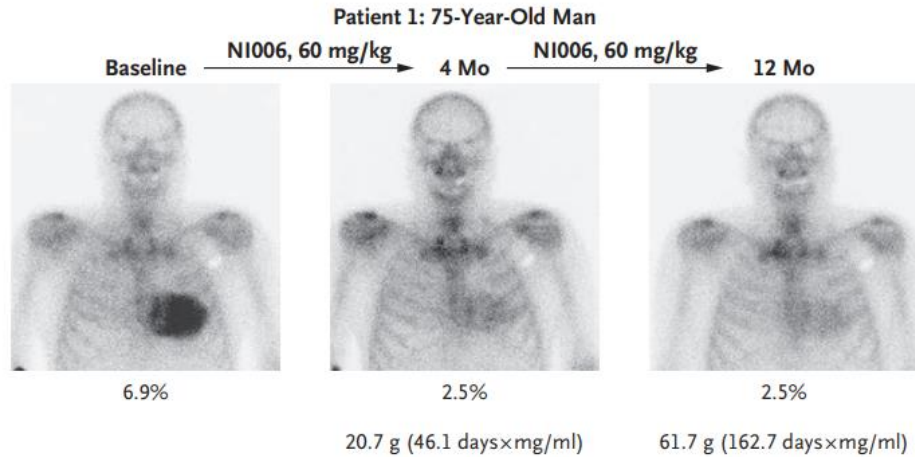 Patient 1: 75-Year-Old Man
NI006, 60 mg/kg NI006, 60 mg/kg
Baseline 4 Mo 12 Mo
6.9% 2.5% 2.5%
20.7 g (46.1 days×mg/ml) 61.7 g (162.7 days×mg/ml)